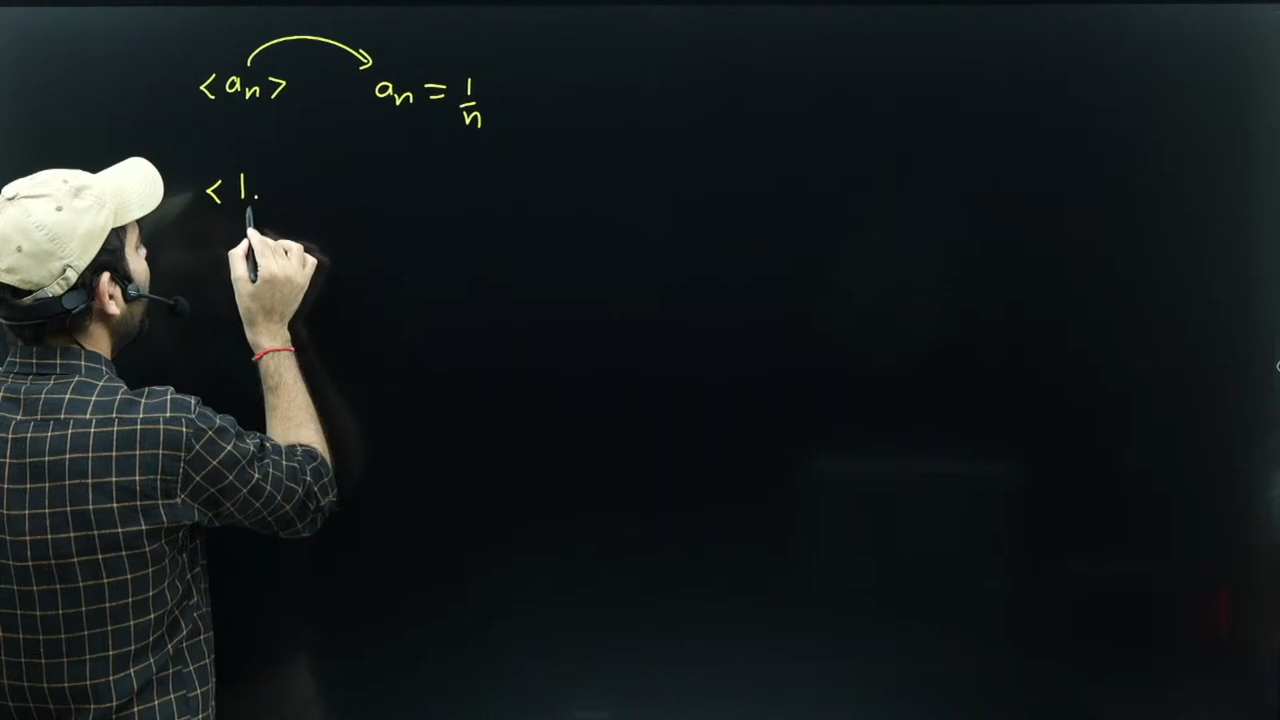 <aₙ> aₙ = 1/n
< 1.